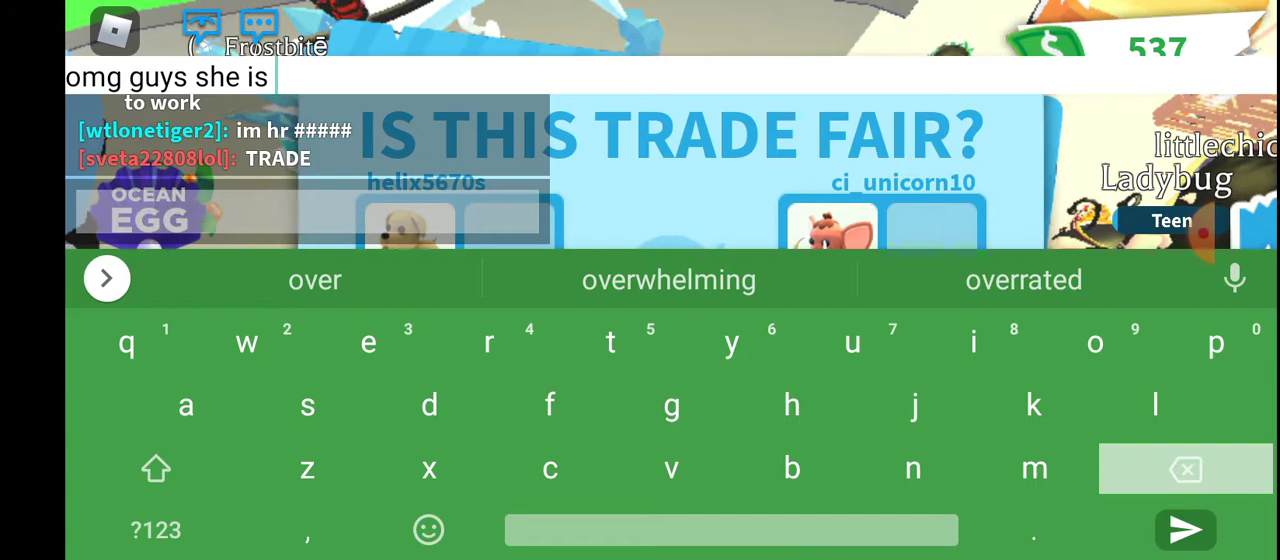 Frøstbitē
537
omg guys she is
to work
[wtlonetiger2]: im hr #####
[sveta22808lol]: TRADE
IS THIS TRADE FAIR?
helix5670s
ci_unicorn10
littlechic
Ladybug
Teen
OCEAN
EGG
over overwhelming overrated
q 1 w 2 e 3 r 4 t 5 y 6 u 7 i 8 o 9 p 0
a s d f g h j k l
z x c v b n m
?123 , .